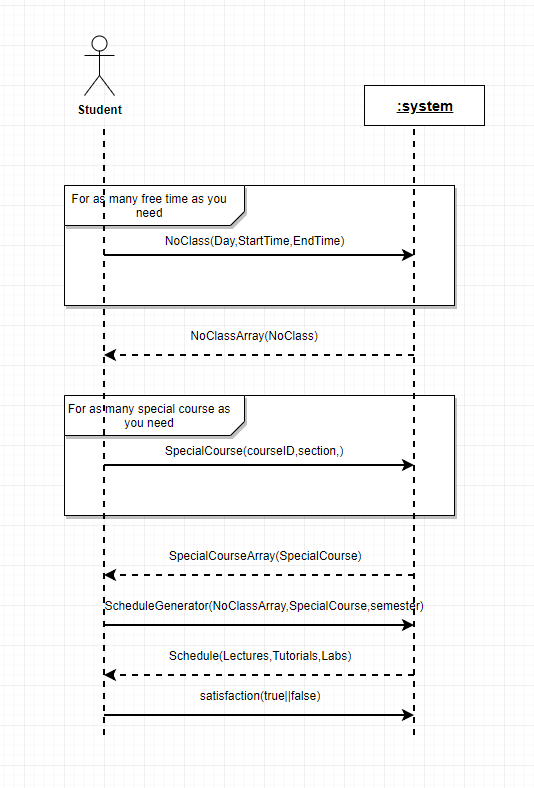 Student
:system
For as many free time as you
need
NoClass(Day,StartTime,EndTime)
NoClassArray(NoClass)
For as many special course as
you need
SpecialCourse(courseID,section,)
SpecialCourseArray(SpecialCourse)
ScheduleGenerator(NoClassArray,SpecialCourse,semester)
Schedule(Lectures,Tutorials,Labs)
satisfaction(true||false)